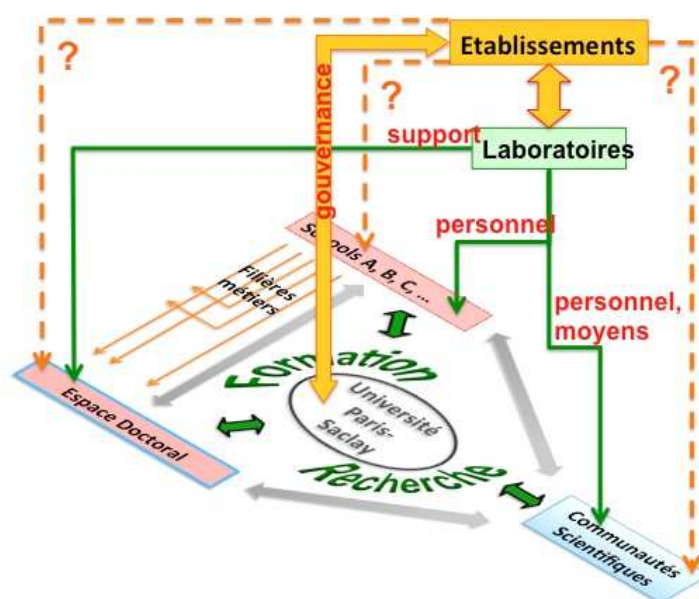 Etablissements
?
?
?
gouvernance
support
Laboratoires
personnel
Schools A, B, C, ...
Filières
métiers
personnel,
moyens
Formation
Université
Paris-
Saclay
Recherche
Espace Doctoral
Communautés
Scientifiques